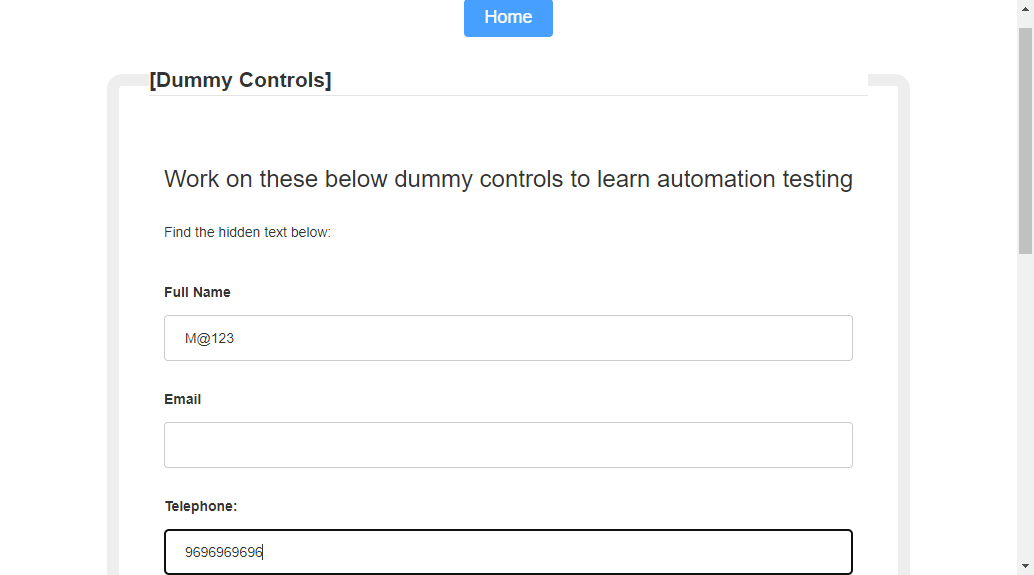 Home
[Dummy Controls]
Work on these below dummy controls to learn automation testing
Find the hidden text below:
Full Name
M@123
Email
Telephone:
9696969696